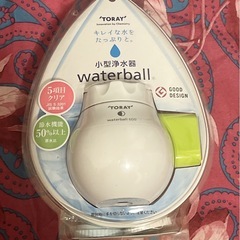 "TORAY"
Innovation by Chemistry
キレイな水を
たっぷりと。
小型浄水器
waterball
5項目
クリア
GOOD
DESIGN
節水機能
50%以上
"TORAY"
waterball ECO